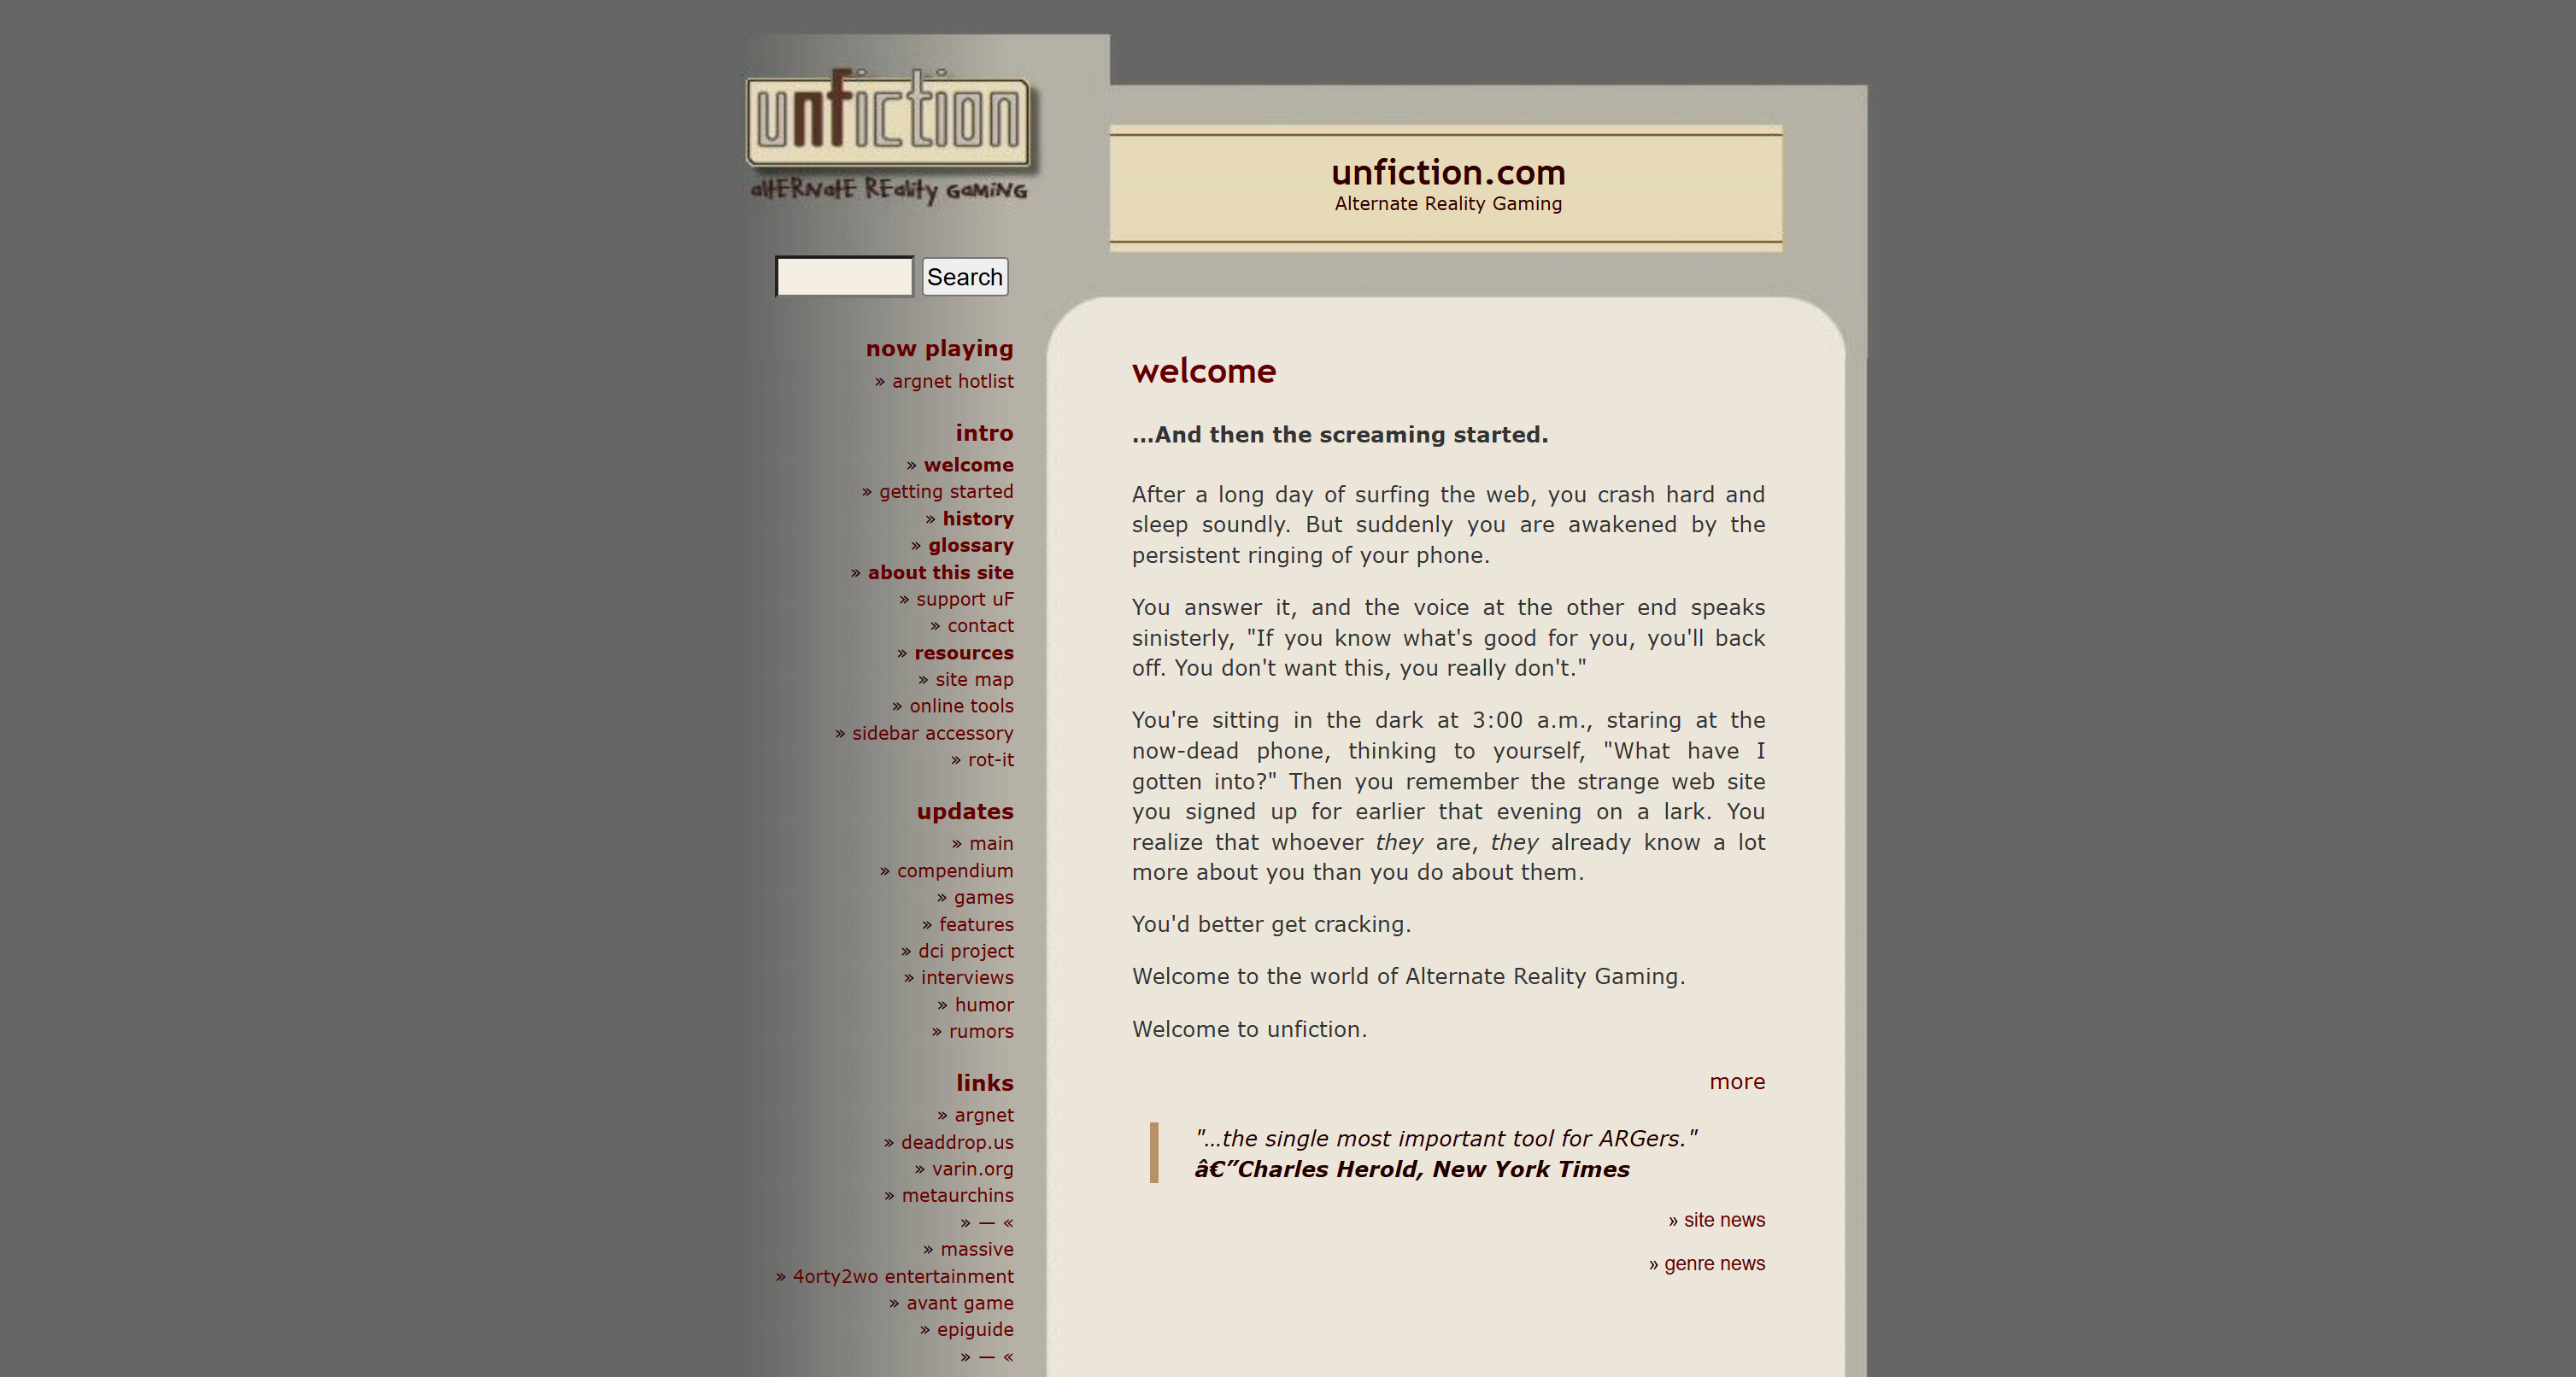 unfiction
altERNatE REality GaMiNG
unfiction.com
Alternate Reality Gaming
Search
now playing
» argnet hotlist
intro
» welcome
» getting started
» history
» glossary
» about this site
» support uF
» contact
» resources
» site map
» online tools
» sidebar accessory
» rot-it
updates
» main
» compendium
» games
» features
» dci project
» interviews
» humor
» rumors
links
» argnet
» deaddrop.us
» varin.org
» metaurchins
» — «
» massive
» 4orty2wo entertainment
» avant game
» epiguide
» — «
welcome
...And then the screaming started.
After a long day of surfing the web, you crash hard and
sleep soundly. But suddenly you are awakened by the
persistent ringing of your phone.
You answer it, and the voice at the other end speaks
sinisterly, "If you know what's good for you, you'll back
off. You don't want this, you really don't."
You're sitting in the dark at 3:00 a.m., staring at the
now-dead phone, thinking to yourself, "What have I
gotten into?" Then you remember the strange web site
you signed up for earlier that evening on a lark. You
realize that whoever they are, they already know a lot
more about you than you do about them.
You'd better get cracking.
Welcome to the world of Alternate Reality Gaming.
Welcome to unfiction.
more
"...the single most important tool for ARGers."
â€”Charles Herold, New York Times
» site news
» genre news